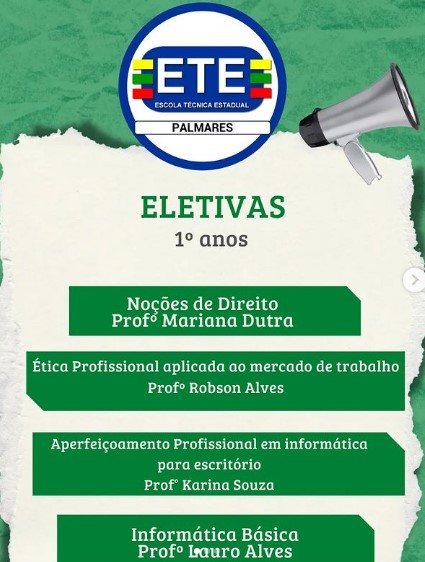 ETE
ESCOLA TÉCNICA ESTADUAL
PALMARES
ELETIVAS
1º anos
Noções de Direito
Profº Mariana Dutra
Ética Profissional aplicada ao mercado de trabalho
Profº Robson Alves
Aperfeiçoamento Profissional em informática
para escritório
Profº Karina Souza
Informática Básica
Profº Lauro Alves